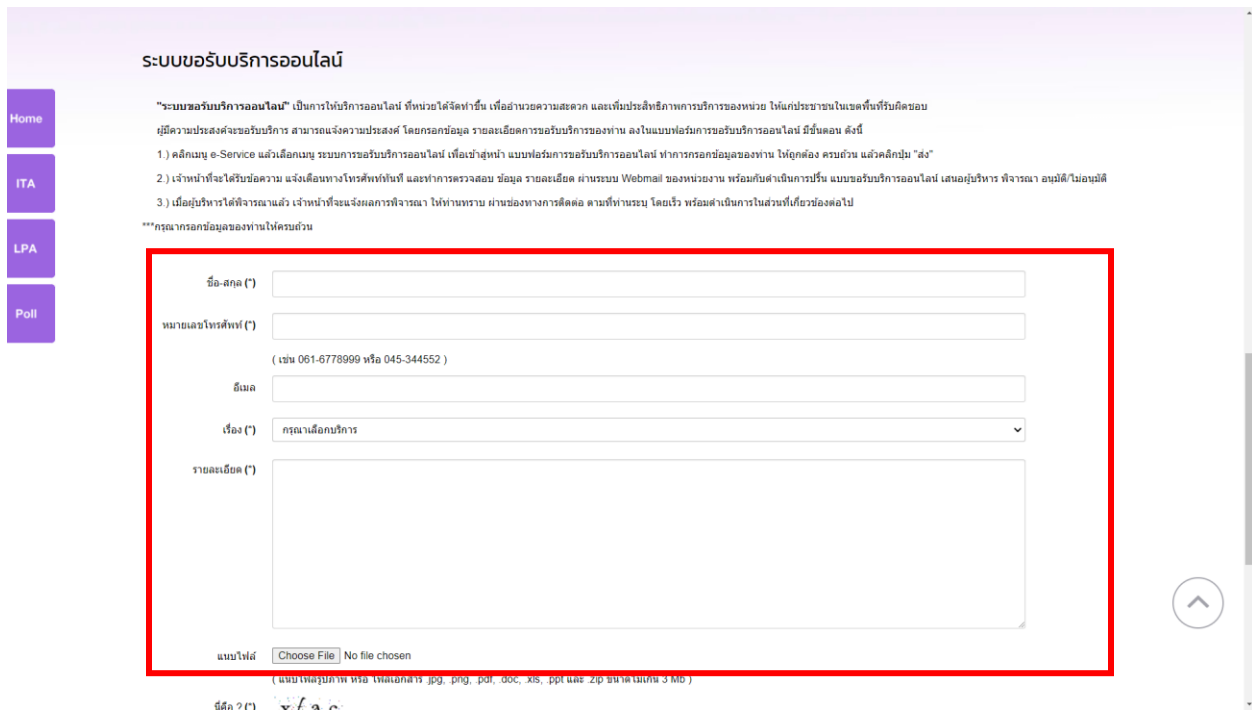 ระบบขอรับบริการออนไลน์
"ระบบขอรับบริการออนไลน์" เป็นการให้บริการออนไลน์ ที่หน่วยได้จัดทำขึ้น เพื่ออำนวยความสะดวก และเพิ่มประสิทธิภาพการบริการของหน่วย ให้แก่ประชาชนในเขตพื้นที่รับผิดชอบ
Home
ผู้มีความประสงค์จะขอรับบริการ สามารถแจ้งความประสงค์ โดยกรอกข้อมูล รายละเอียดการขอรับบริการของท่าน ลงในแบบฟอร์มการขอรับบริการออนไลน์ มีขั้นตอน ดังนี้
1.) คลิกเมนู e-Service แล้วเลือกเมนู ระบบการขอรับบริการออนไลน์ เพื่อเข้าสู่หน้า แบบฟอร์มการขอรับบริการออนไลน์ ทำการกรอกข้อมูลของท่าน ให้ถูกต้อง ครบถ้วน แล้วคลิกปุ่ม "ส่ง"
ITA
2.) เจ้าหน้าที่จะได้รับข้อความ แจ้งเตือนทางโทรศัพท์ทันที และทำการตรวจสอบ ข้อมูล รายละเอียด ผ่านระบบ Webmail ของหน่วยงาน พร้อมกับดำเนินการปริ้น แบบขอรับบริการออนไลน์ เสนอผู้บริหาร พิจารณา อนุมัติ/ไม่อนุมัติ
3.) เมื่อผู้บริหารได้พิจารณาแล้ว เจ้าหน้าที่จะแจ้งผลการพิจารณา ให้ท่านทราบ ผ่านช่องทางการติดต่อ ตามที่ท่านระบุ โดยเร็ว พร้อมดำเนินการในส่วนที่เกี่ยวข้องต่อไป
***กรุณากรอกข้อมูลของท่านให้ครบถ้วน
LPA
ชื่อ-สกุล (*)
Poll
หมายเลขโทรศัพท์ (*)
( เช่น 061-6778999 หรือ 045-344552 )
อีเมล
เรื่อง (*) กรุณาเลือกบริการ
รายละเอียด (*)
แนบไฟล์ Choose File No file chosen
( แนบไฟล์รูปภาพ หรือ ไฟล์เอกสาร .jpg, .png, .pdf, .doc, .xls, .ppt และ .zip ขนาดไม่เกิน 3 Mb )
นี่คือ ? (*) xfac